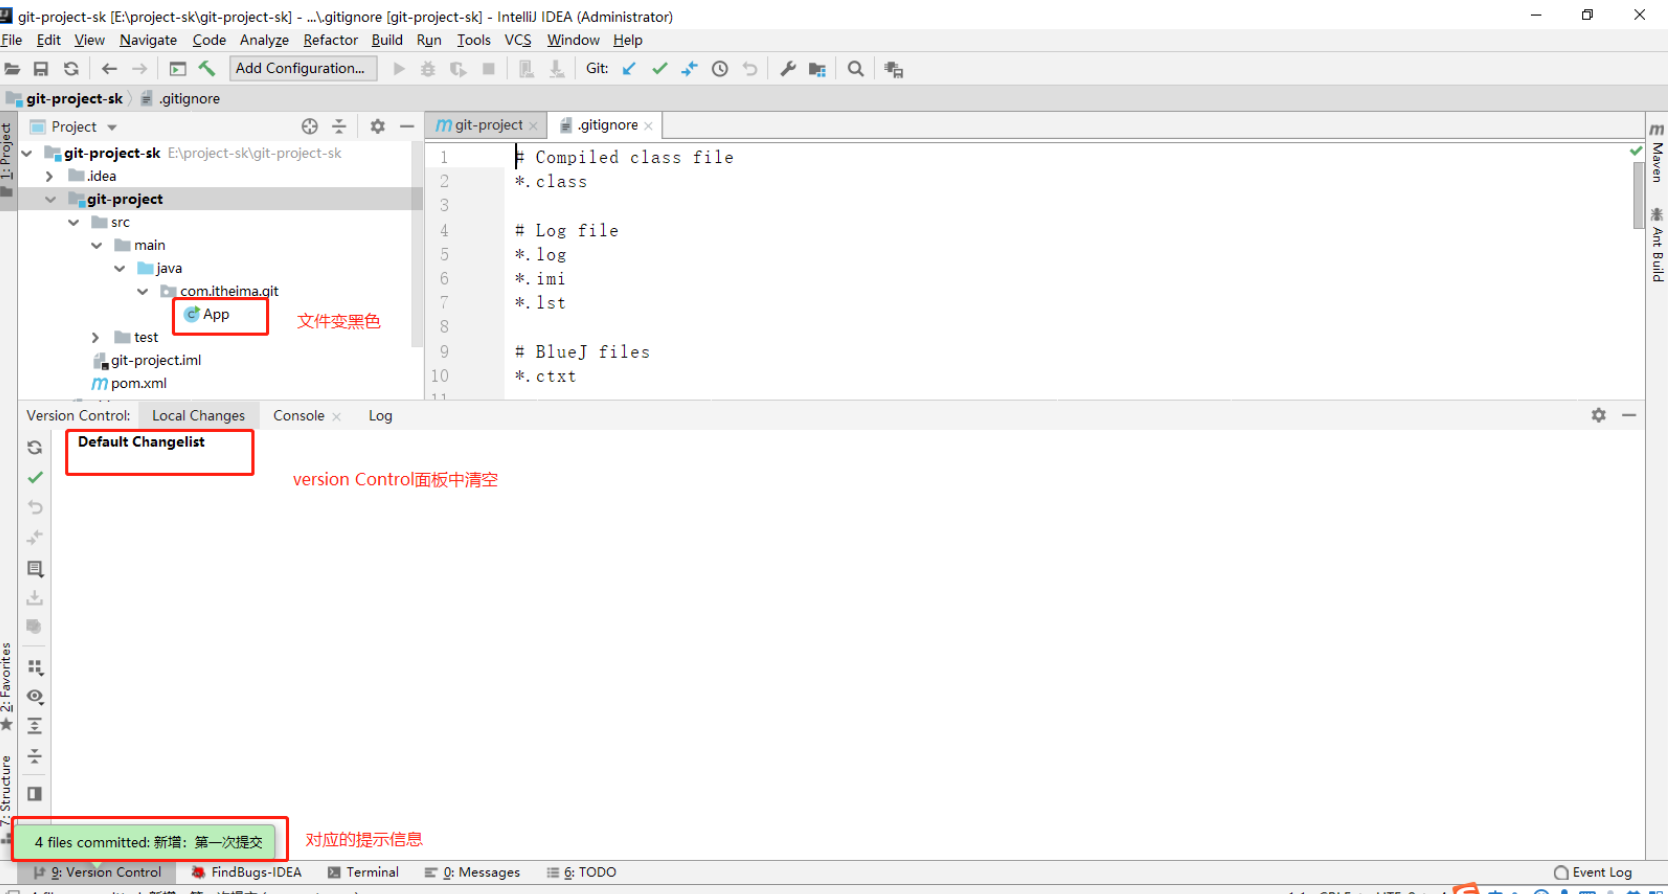 git-project-sk [E:\project-sk\git-project-sk] - ...\.gitignore [git-project-sk] - IntelliJ IDEA (Administrator)
File Edit View Navigate Code Analyze Refactor Build Run Tools VCS Window Help
Add Configuration... Git:
git-project-sk .gitignore
1: Project
Project
git-project .gitignore
git-project-sk E:\project-sk\git-project-sk
.idea
git-project
src
main
java
com.itheima.git
App
文件变黑色
test
git-project.iml
pom.xml
1 # Compiled class file
2 *.class
3
4 # Log file
5 *.log
6 *.imi
7 *.lst
8
9 # BlueJ files
10 *.ctxt
11
Maven
Ant Build
Version Control: Local Changes Console Log
Default Changelist
version Control面板中清空
2: Favorites
7: Structure
4 files committed: 新增：第一次提交
对应的提示信息
9: Version Control FindBugs-IDEA Terminal 0: Messages 6: TODO Event Log